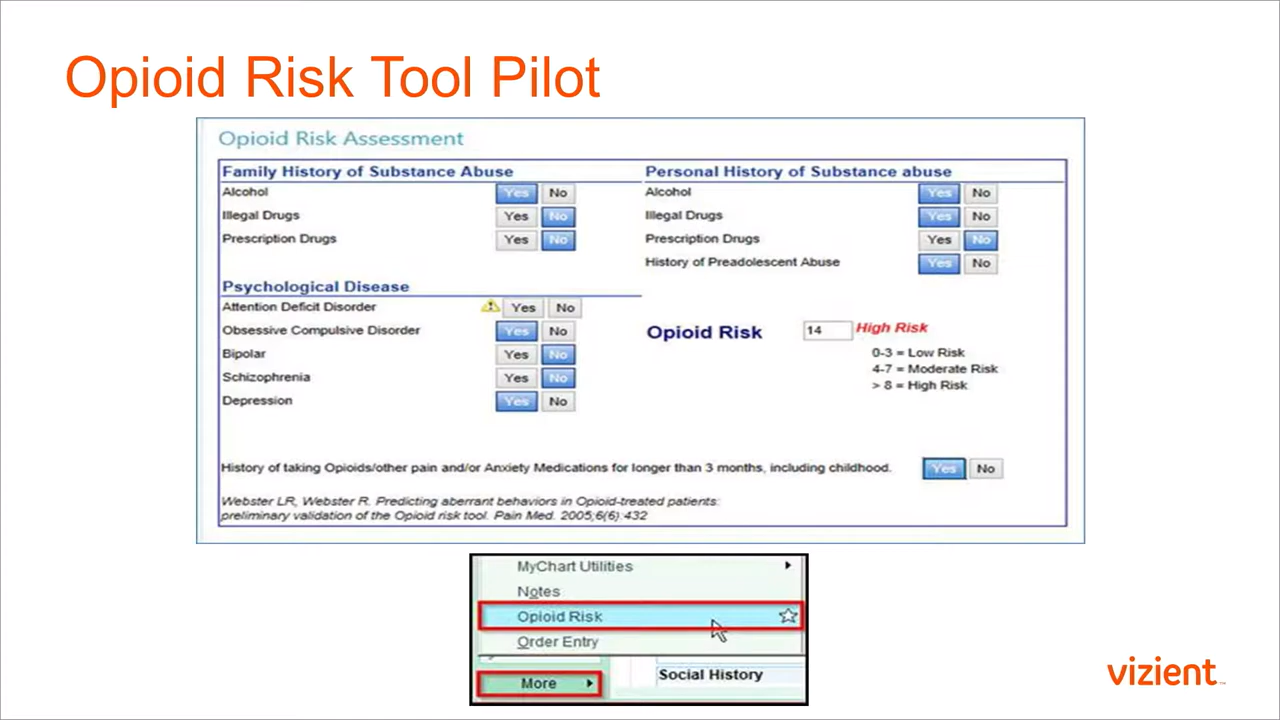 Opioid Risk Tool Pilot
Opioid Risk Assessment
Family History of Substance Abuse
Alcohol Yes No
Illegal Drugs Yes No
Prescription Drugs Yes No
Psychological Disease
Attention Deficit Disorder Yes No
Obsessive Compulsive Disorder Yes No
Bipolar Yes No
Schizophrenia Yes No
Depression Yes No
Personal History of Substance abuse
Alcohol Yes No
Illegal Drugs Yes No
Prescription Drugs Yes No
History of Preadolescent Abuse Yes No
Opioid Risk 14 High Risk
0-3 = Low Risk
4-7 = Moderate Risk
> 8 = High Risk
History of taking Opioids/other pain and/or Anxiety Medications for longer than 3 months, including childhood. Yes No
Webster LR, Webster R. Predicting aberrant behaviors in Opioid-treated patients:
preliminary validation of the Opioid risk tool. Pain Med. 2005;6(6):432
MyChart Utilities
Notes
Opioid Risk
Order Entry
More
Social History
vizient